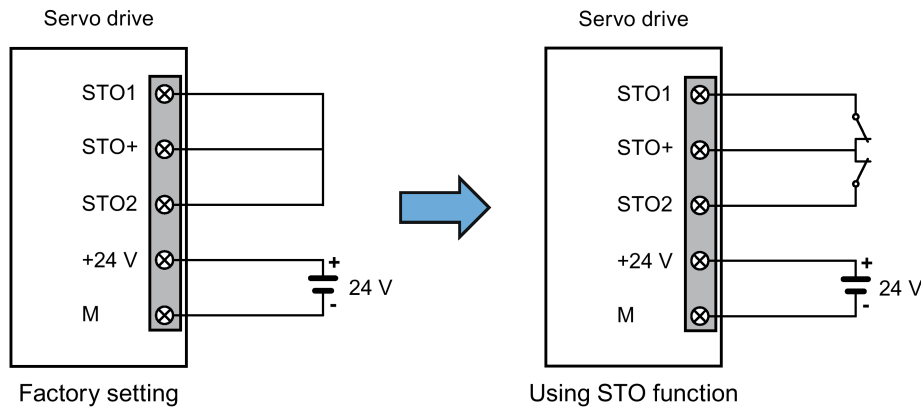 Servo drive
STO1
STO+
STO2
+24 V
M
+
24 V
-
Factory setting
Servo drive
STO1
STO+
STO2
+24 V
M
+
24 V
-
Using STO function